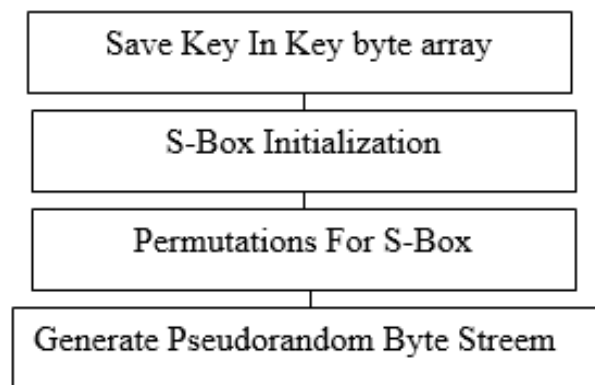 Save Key In Key byte array
S-Box Initialization
Permutations For S-Box
Generate Pseudorandom Byte Streem